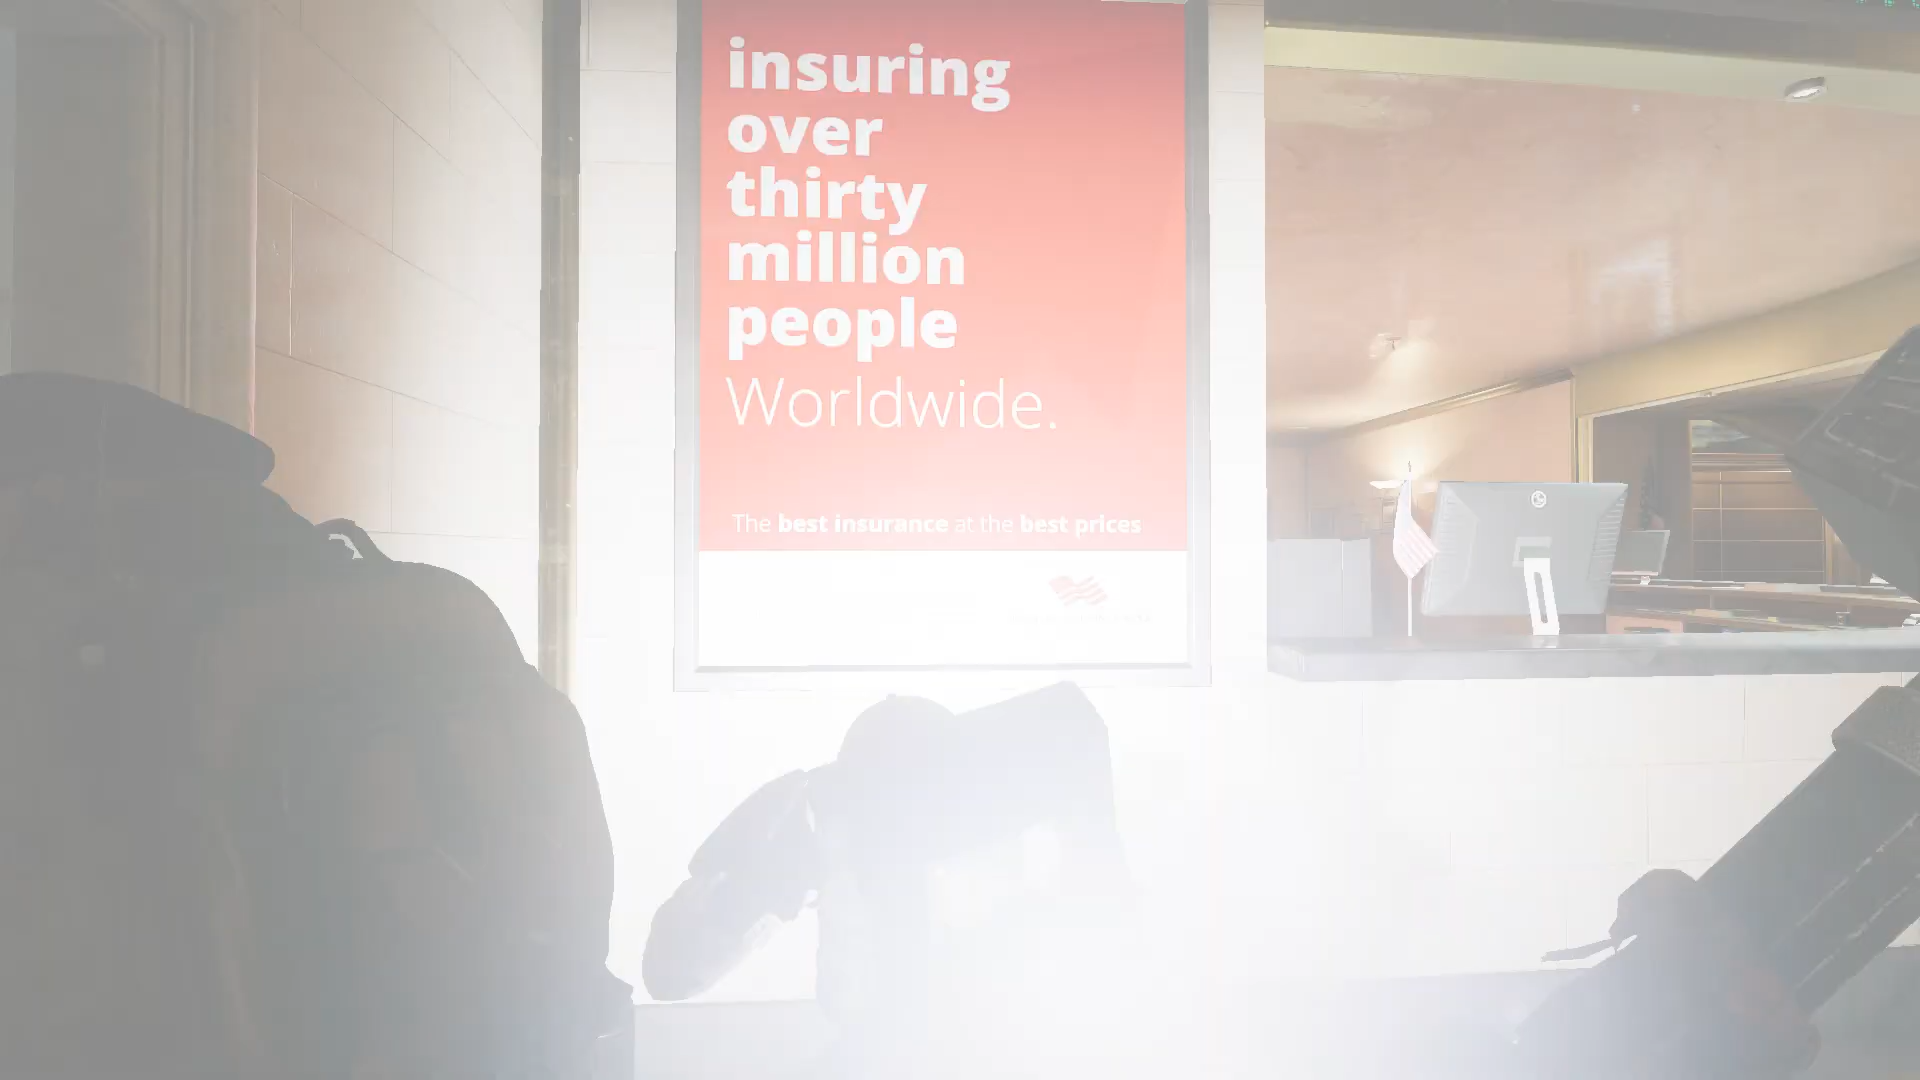 insuring
over
thirty
million
people
Worldwide.
The best insurance at the best prices